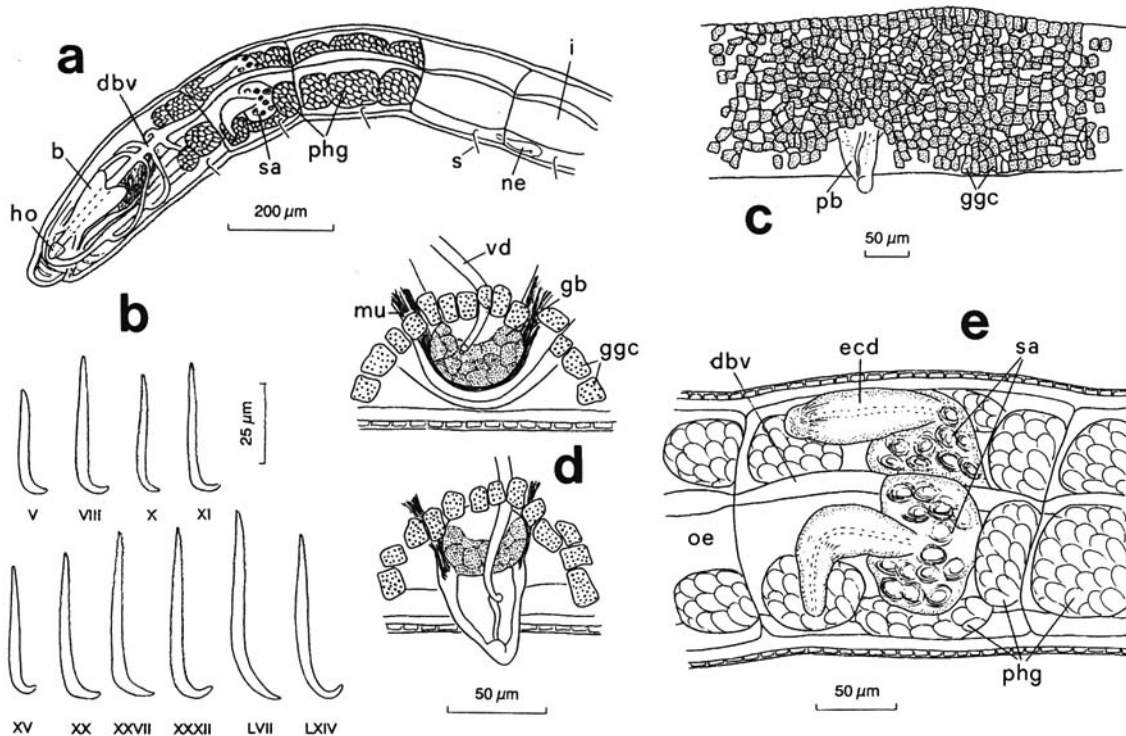 a
dbv
b
ho
sa
phg
s
ne
i
200 µm
c
pb
ggc
50 µm
b
25 µm
V VIII X XI
XV XX XXVII XXXII LVII LXIV
vd
mu
gb
ggc
d
50 µm
e
dbv
ecd
sa
oe
phg
50 µm